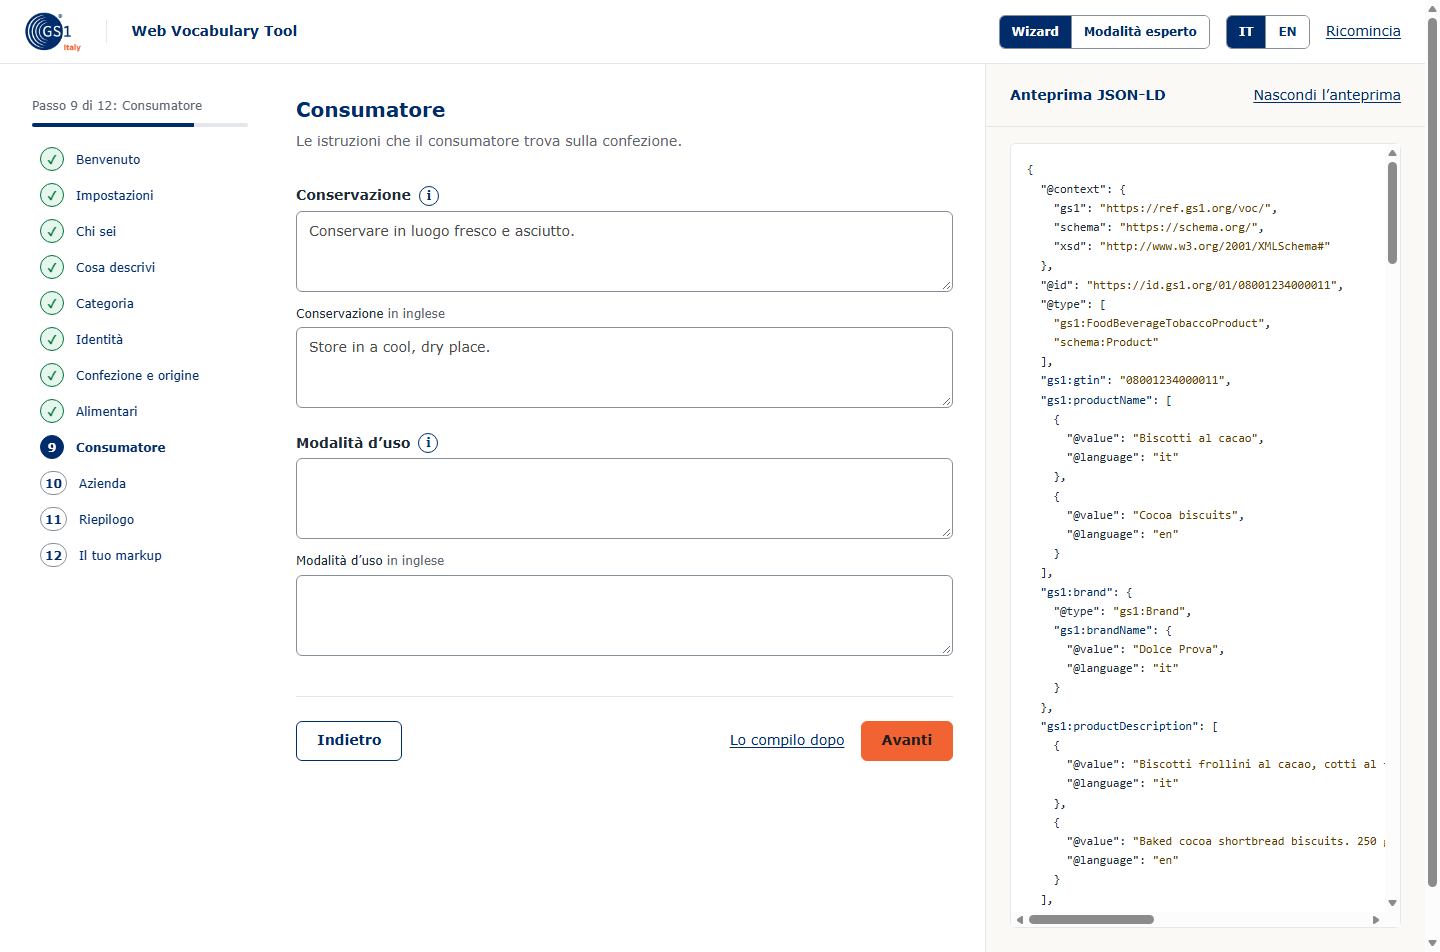 GS1
Italy
Web Vocabulary Tool
Wizard
Modalità esperto
IT
EN
Ricomincia
Passo 9 di 12: Consumatore
Benvenuto
Impostazioni
Chi sei
Cosa descrivi
Categoria
Identità
Confezione e origine
Alimentari
9 Consumatore
10 Azienda
11 Riepilogo
12 Il tuo markup
Consumatore
Le istruzioni che il consumatore trova sulla confezione.
Conservazione i
Conservare in luogo fresco e asciutto.
Conservazione in inglese
Store in a cool, dry place.
Modalità d’uso i
Modalità d’uso in inglese
Indietro
Lo compilo dopo
Avanti
Anteprima JSON-LD
Nascondi l’anteprima
{
"@context": {
"gs1": "https://ref.gs1.org/voc/",
"schema": "https://schema.org/",
"xsd": "http://www.w3.org/2001/XMLSchema#"
},
"@id": "https://id.gs1.org/01/08001234000011",
"@type": [
"gs1:FoodBeverageTobaccoProduct",
"schema:Product"
],
"gs1:gtin": "08001234000011",
"gs1:productName": [
{
"@value": "Biscotti al cacao",
"@language": "it"
},
{
"@value": "Cocoa biscuits",
"@language": "en"
}
],
"gs1:brand": {
"@type": "gs1:Brand",
"gs1:brandName": {
"@value": "Dolce Prova",
"@language": "it"
}
},
"gs1:productDescription": [
{
"@value": "Biscotti frollini al cacao, cotti al
"@language": "it"
},
{
"@value": "Baked cocoa shortbread biscuits. 250
"@language": "en"
}
],